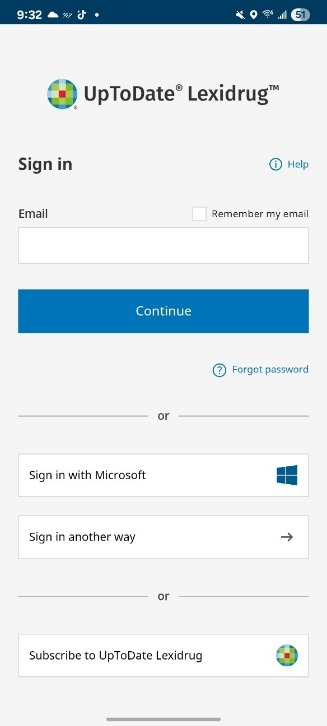 9:32
51
UpToDate® Lexidrug™
Sign in
Help
Email
Remember my email
Continue
Forgot password
or
Sign in with Microsoft
Sign in another way
or
Subscribe to UpToDate Lexidrug